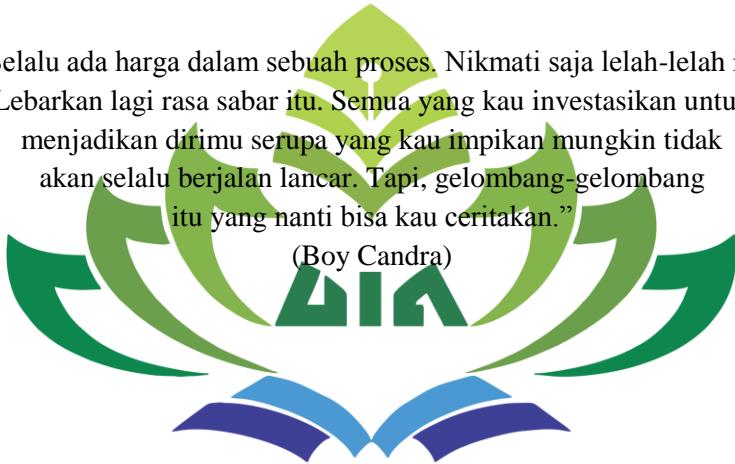 elalu ada harga dalam sebuah proses. Nikmati saja lelah-lelah i
Lebarkan lagi rasa sabar itu. Semua yang kau investasikan untu
menjadikan dirimu serupa yang kau impikan mungkin tidak
akan selalu berjalan lancar. Tapi, gelombang-gelombang
itu yang nanti bisa kau ceritakan.”
(Boy Candra)
UIN